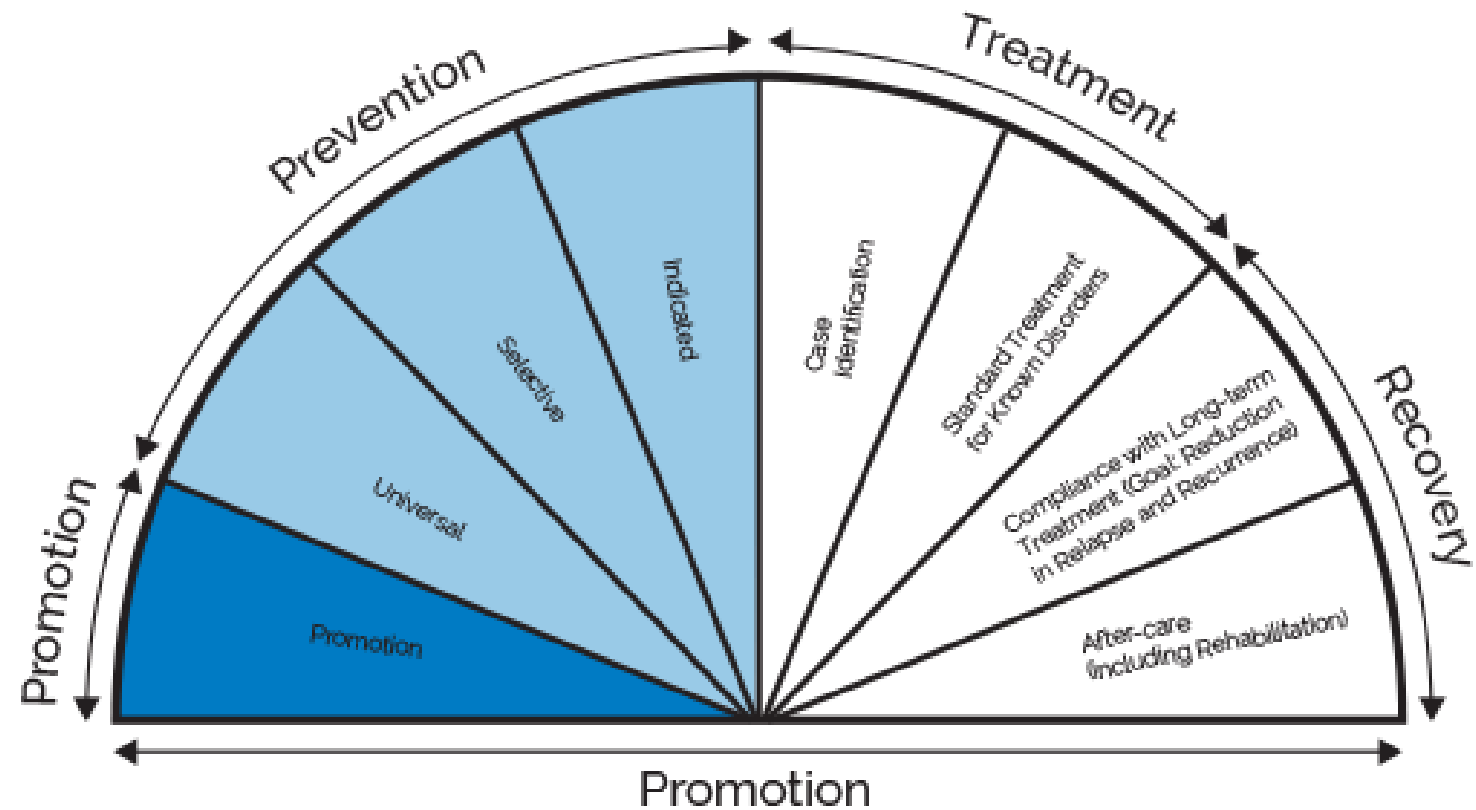 Prevention
Treatment
Promotion
Recovery
Promotion
Universal
Selective
Indicated
Case
Identification
Standard Treatment
for Known Disorders
Compliance with Long-term
Treatment (Goal: Reduction
in Relapse and Recurrence)
After-care
(Including Rehabilitation)
Promotion